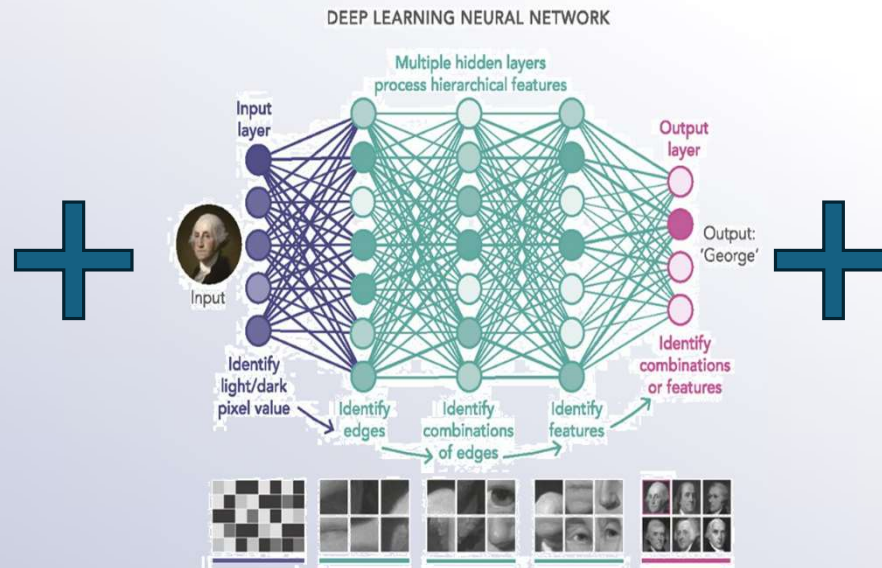 DEEP LEARNING NEURAL NETWORK
Multiple hidden layers
process hierarchical features
Input
layer
Output
layer
Input
Output:
'George'
Identify
light/dark
pixel value
Identify
edges
Identify
combinations
of edges
Identify
features
Identify
combinations
or features